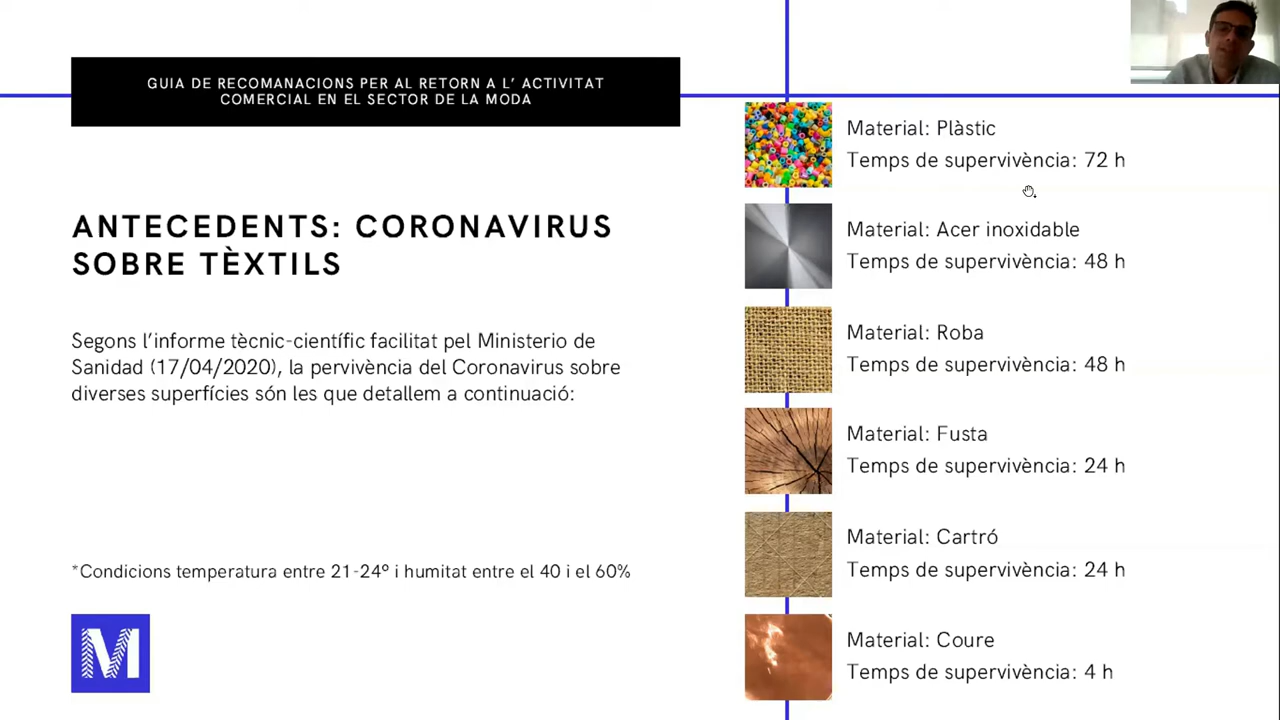 GUIA DE RECOMANACIONS PER AL RETORN A L' ACTIVITAT
COMERCIAL EN EL SECTOR DE LA MODA
ANTECEDENTS: CORONAVIRUS
SOBRE TÈXTILS
Segons l'informe tècnic-científic facilitat pel Ministerio de
Sanidad (17/04/2020), la pervivència del Coronavirus sobre
diverses superfícies són les que detallem a continuació:
*Condicions temperatura entre 21-24º i humitat entre el 40 i el 60%
M
Material: Plàstic
Temps de supervivència: 72 h
Material: Acer inoxidable
Temps de supervivència: 48 h
Material: Roba
Temps de supervivència: 48 h
Material: Fusta
Temps de supervivència: 24 h
Material: Cartró
Temps de supervivència: 24 h
Material: Coure
Temps de supervivència: 4 h